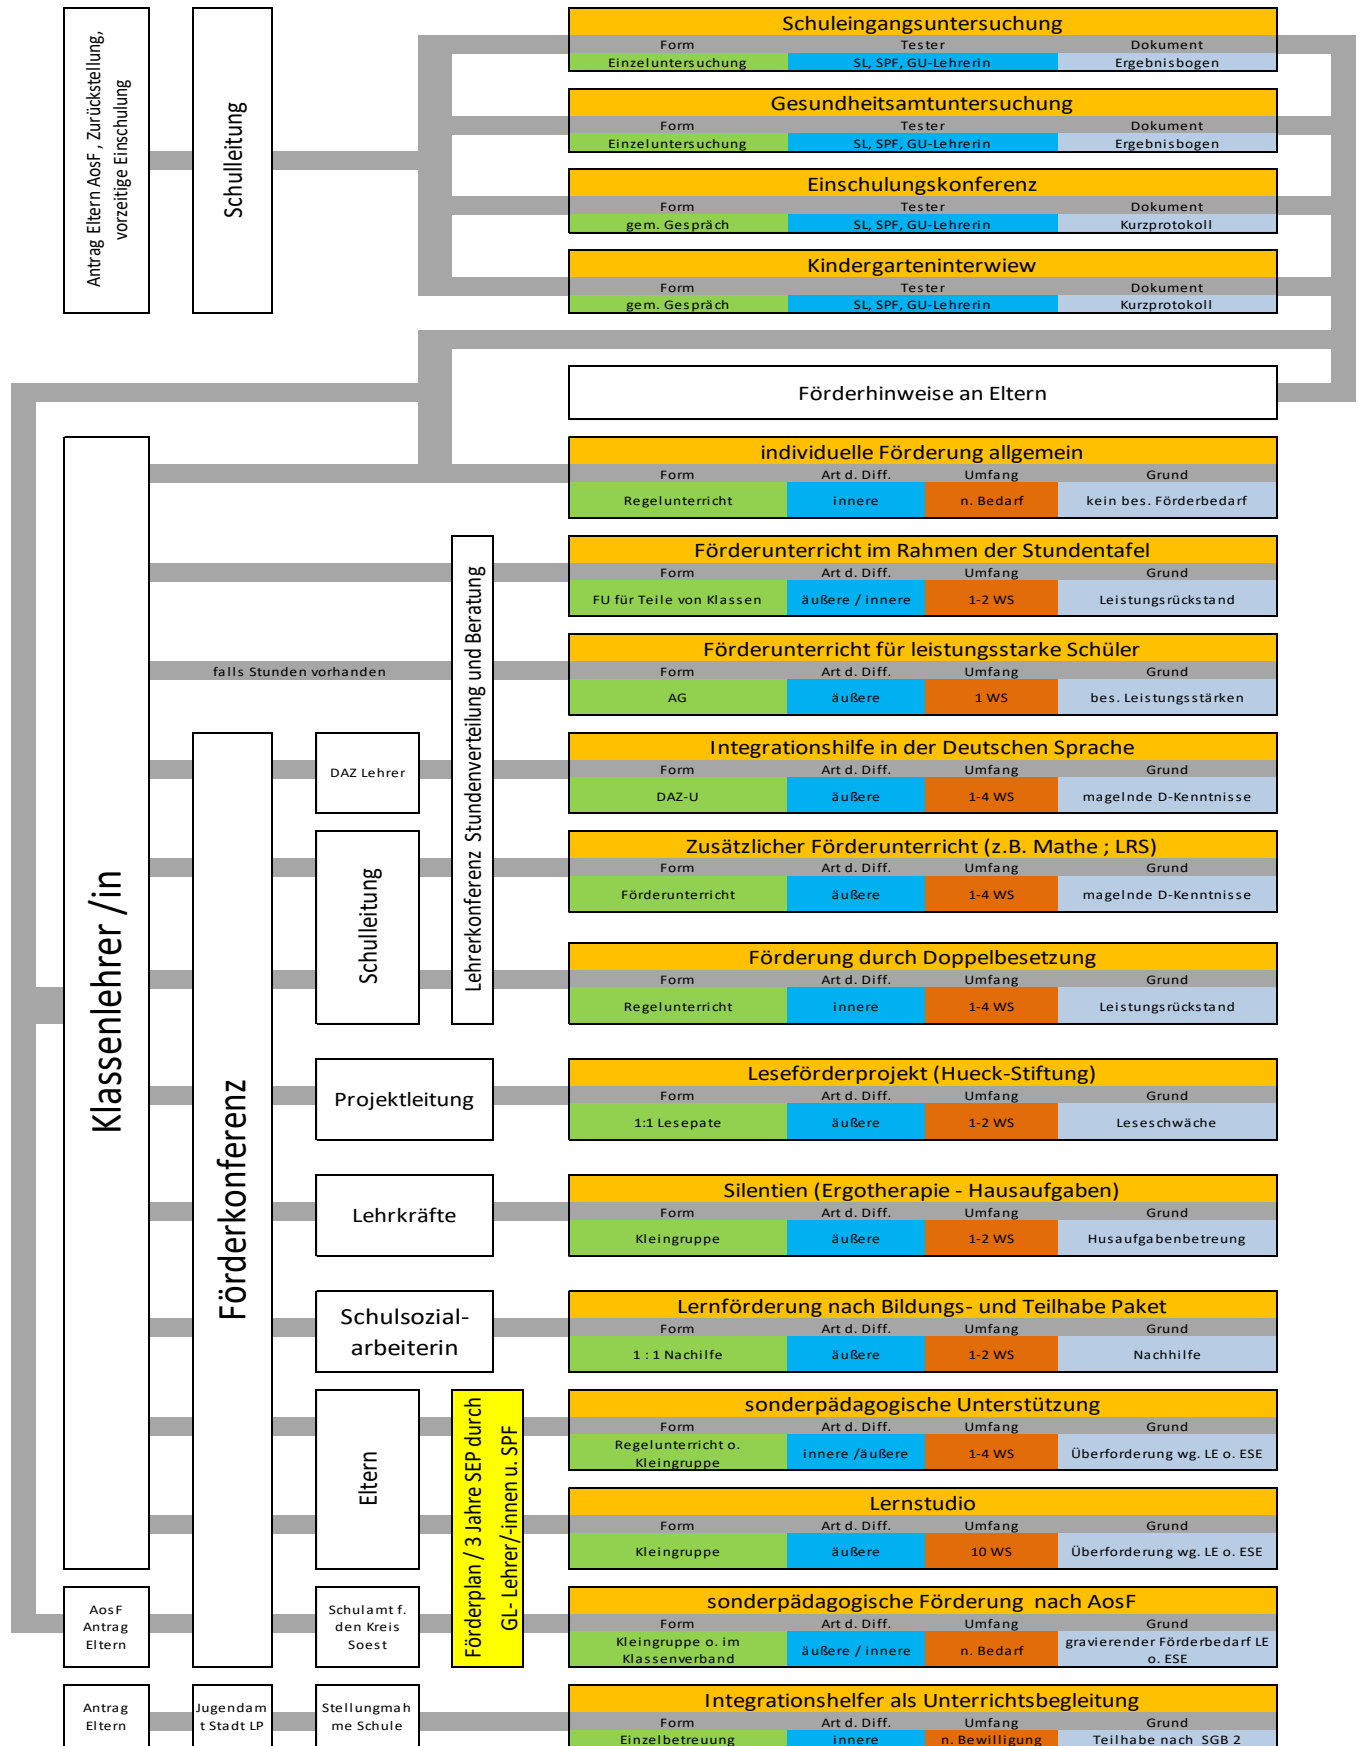 Antrag Eltern AosF , Zurückstellung,
vorzeitige Einschulung
Schulleitung
Schuleingangsuntersuchung
Form Tester Dokument
Einzeluntersuchung SL, SPF, GU-Lehrerin Ergebnisbogen
Gesundheitsamtuntersuchung
Form Tester Dokument
Einzeluntersuchung SL, SPF, GU-Lehrerin Ergebnisbogen
Einschulungskonferenz
Form Tester Dokument
gem. Gespräch SL, SPF, GU-Lehrerin Kurzprotokoll
Kindergarteninterwiew
Form Tester Dokument
gem. Gespräch SL, SPF, GU-Lehrerin Kurzprotokoll
Förderhinweise an Eltern
Klassenlehrer /in
individuelle Förderung allgemein
Form Art d. Diff. Umfang Grund
Regelunterricht innere n. Bedarf kein bes. Förderbedarf
Lehrerkonferenz Stundenverteilung und Beratung
Förderunterricht im Rahmen der Stundentafel
Form Art d. Diff. Umfang Grund
FU für Teile von Klassen äußere / innere 1-2 WS Leistungsrückstand
falls Stunden vorhanden
Förderunterricht für leistungsstarke Schüler
Form Art d. Diff. Umfang Grund
AG äußere 1 WS bes. Leistungsstärken
Förderkonferenz
DAZ Lehrer
Integrationshilfe in der Deutschen Sprache
Form Art d. Diff. Umfang Grund
DAZ-U äußere 1-4 WS magelnde D-Kenntnisse
Schulleitung
Zusätzlicher Förderunterricht (z.B. Mathe ; LRS)
Form Art d. Diff. Umfang Grund
Förderunterricht äußere 1-4 WS magelnde D-Kenntnisse
Förderung durch Doppelbesetzung
Form Art d. Diff. Umfang Grund
Regelunterricht innere 1-4 WS Leistungsrückstand
Projektleitung
Leseförderprojekt (Hueck-Stiftung)
Form Art d. Diff. Umfang Grund
1:1 Lesepate äußere 1-2 WS Leseschwäche
Lehrkräfte
Silentien (Ergotherapie - Hausaufgaben)
Form Art d. Diff. Umfang Grund
Kleingruppe äußere 1-2 WS Husaufgabenbetreung
Schulsozial-
arbeiterin
Lernförderung nach Bildungs- und Teilhabe Paket
Form Art d. Diff. Umfang Grund
1 : 1 Nachilfe äußere 1-2 WS Nachhilfe
Eltern
Förderplan / 3 Jahre SEP durch
GL- Lehrer/-innen u. SPF
sonderpädagogische Unterstützung
Form Art d. Diff. Umfang Grund
Regelunterricht o.
Kleingruppe innere /äußere 1-4 WS Überforderung wg. LE o. ESE
Lernstudio
Form Art d. Diff. Umfang Grund
Kleingruppe äußere 10 WS Überforderung wg. LE o. ESE
AosF
Antrag
Eltern
Schulamt f.
den Kreis
Soest
sonderpädagogische Förderung nach AosF
Form Art d. Diff. Umfang Grund
Kleingruppe o. im
Klassenverband äußere / innere n. Bedarf gravierender Förderbedarf LE
o. ESE
Antrag
Eltern
Jugendam
t Stadt LP
Stellungmah
me Schule
Integrationshelfer als Unterrichtsbegleitung
Form Art d. Diff. Umfang Grund
Einzelbetreuung innere n. Bewilligung Teilhabe nach SGB 2